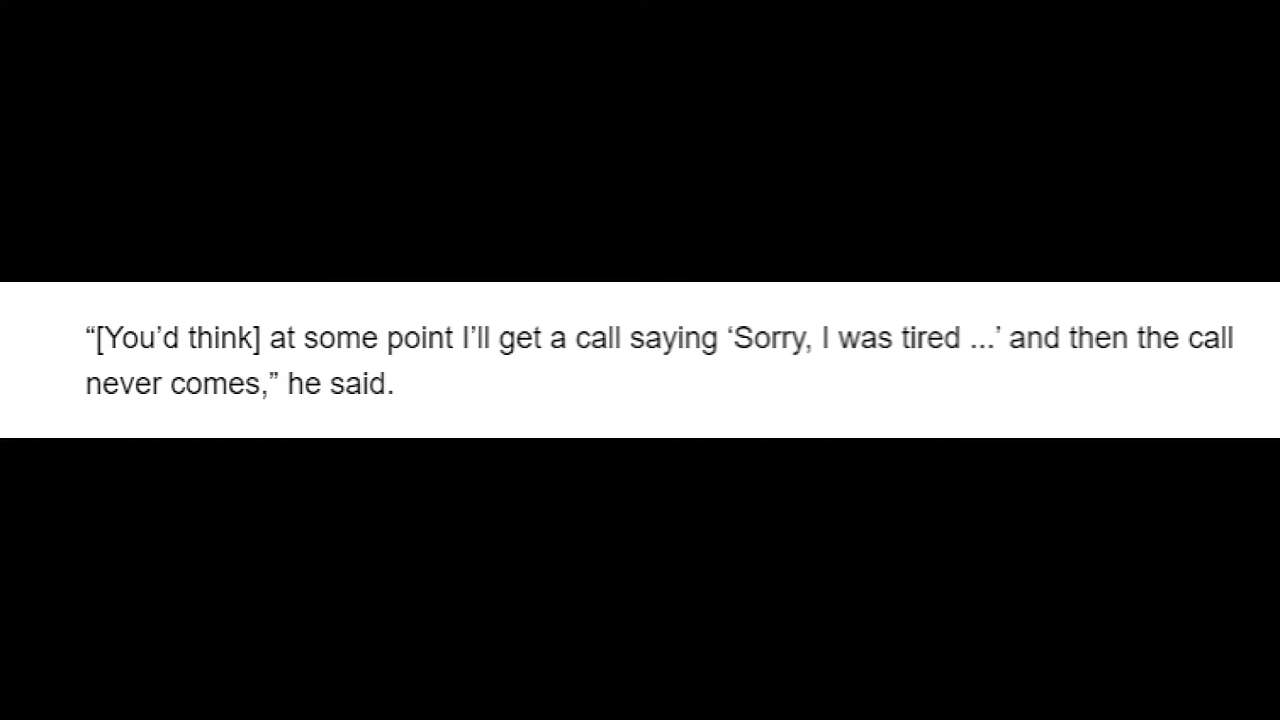 “[You’d think] at some point I’ll get a call saying ‘Sorry, I was tired ...’ and then the call
never comes,” he said.